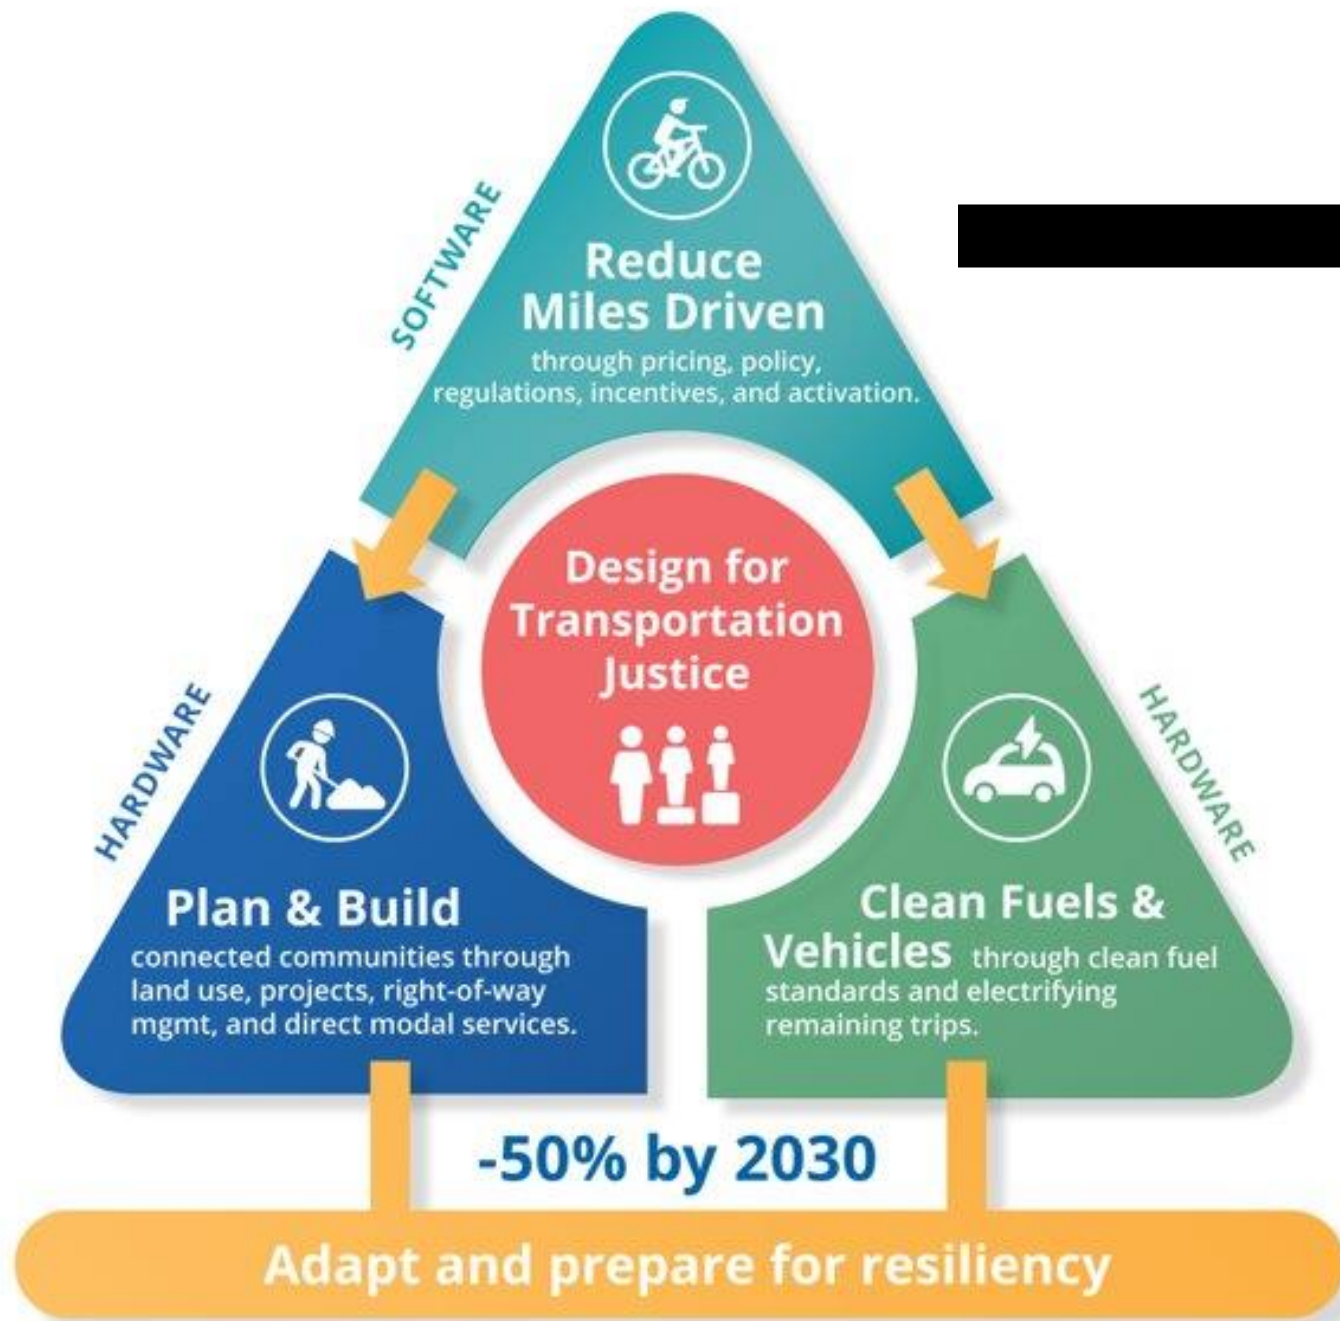 SOFTWARE
Reduce
Miles Driven
through pricing, policy,
regulations, incentives, and activation.
Design for
Transportation
Justice
HARDWARE
Plan & Build
connected communities through
land use, projects, right-of-way
mgmt, and direct modal services.
HARDWARE
Clean Fuels &
Vehicles through clean fuel
standards and electrifying
remaining trips.
-50% by 2030
Adapt and prepare for resiliency